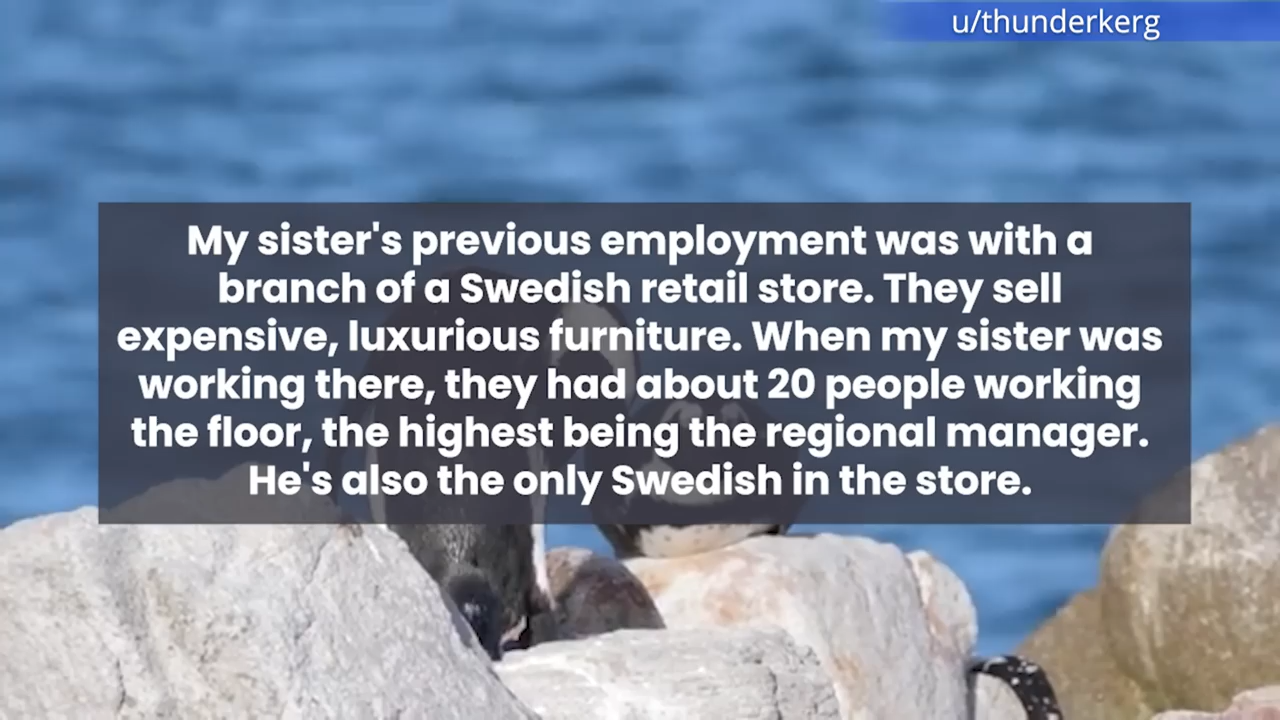 u/thunderkerg
My sister's previous employment was with a
branch of a Swedish retail store. They sell
expensive, luxurious furniture. When my sister was
working there, they had about 20 people working
the floor, the highest being the regional manager.
He's also the only Swedish in the store.